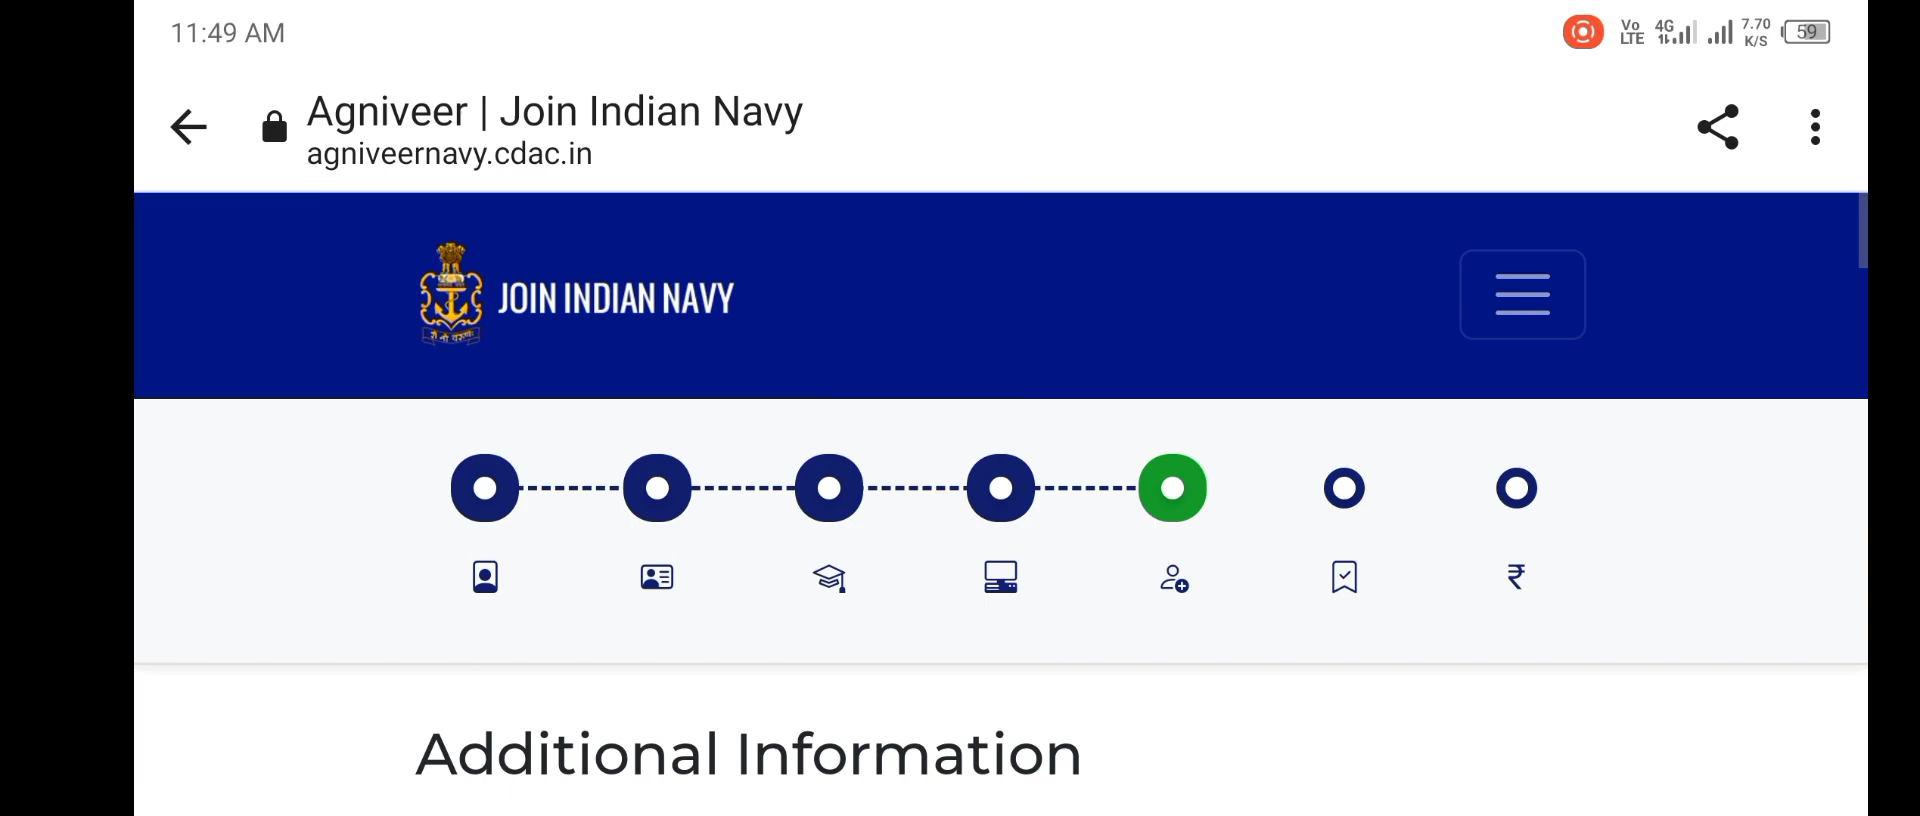 11:49 AM
Vo LTE 4G 7.70 K/S 59
Agniveer | Join Indian Navy
agniveernavy.cdac.in
JOIN INDIAN NAVY
₹
Additional Information